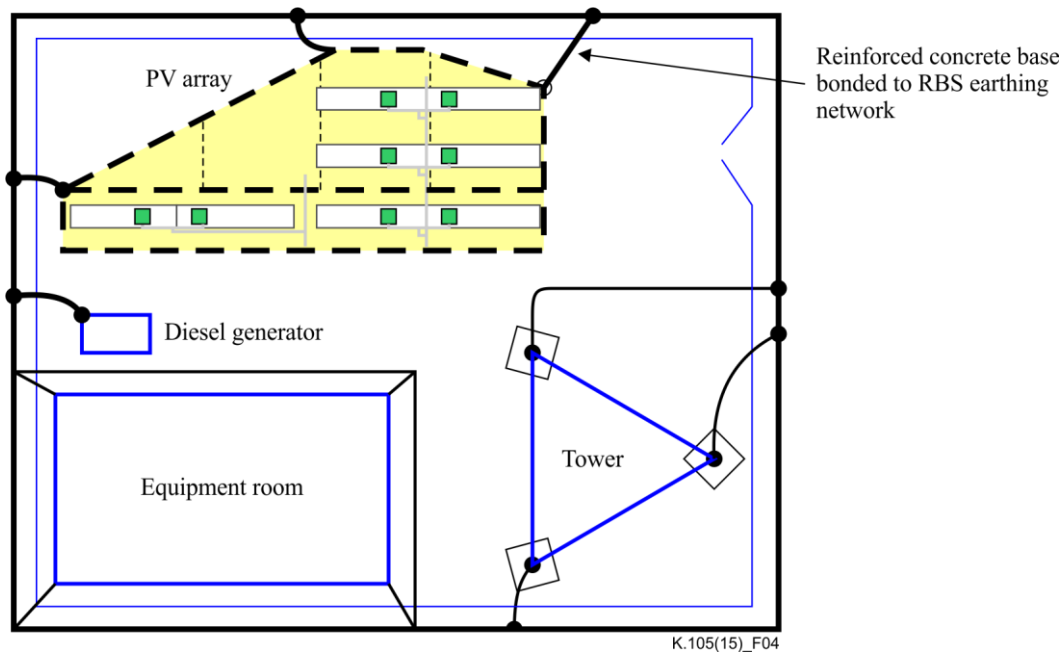 PV array
Reinforced concrete base
bonded to RBS earthing
network
Diesel generator
Tower
Equipment room
K.105(15)_F04